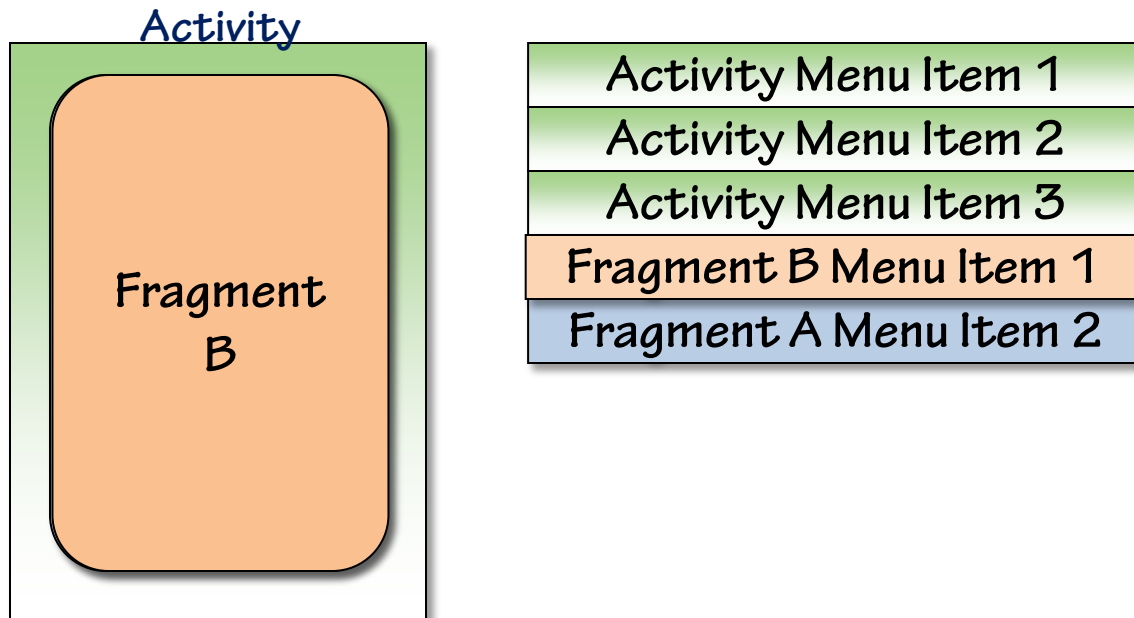 Activity
Fragment
B
Activity Menu Item 1
Activity Menu Item 2
Activity Menu Item 3
Fragment B Menu Item 1
Fragment A Menu Item 2